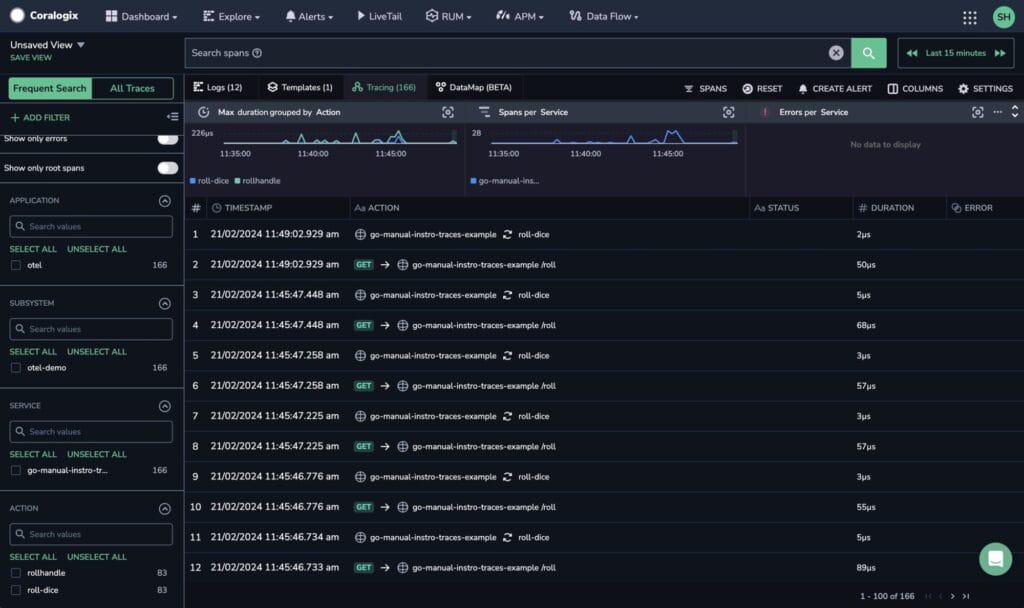 Coralogix Dashboard Explore Alerts LiveTail RUM APM Data Flow SH
Unsaved View
SAVE VIEW
Search spans
Last 15 minutes
Frequent Search All Traces
Logs (12) Templates (1) Tracing (166) DataMap (BETA) SPANS RESET CREATE ALERT COLUMNS SETTINGS
+ ADD FILTER
Show only errors
Show only root spans
Max duration grouped by Action
226µs
11:35:00 11:40:00 11:45:00
roll-dice rollhandle
Spans per Service
28
11:35:00 11:40:00 11:45:00
go-manual-ins...
Errors per Service
No data to display
APPLICATION
Search values
SELECT ALL UNSELECT ALL
otel 166
SUBSYSTEM
Search values
SELECT ALL UNSELECT ALL
otel-demo 166
SERVICE
Search values
SELECT ALL UNSELECT ALL
go-manual-instro-tr... 166
ACTION
Search values
SELECT ALL UNSELECT ALL
rollhandle 83
roll-dice 83
# TIMESTAMP Aa ACTION Aa STATUS # DURATION ERROR
1 21/02/2024 11:49:02.929 am go-manual-instro-traces-example roll-dice 2µs
2 21/02/2024 11:49:02.929 am GET → go-manual-instro-traces-example /roll 50µs
3 21/02/2024 11:45:47.448 am go-manual-instro-traces-example roll-dice 5µs
4 21/02/2024 11:45:47.448 am GET → go-manual-instro-traces-example /roll 68µs
5 21/02/2024 11:45:47.258 am go-manual-instro-traces-example roll-dice 3µs
6 21/02/2024 11:45:47.258 am GET → go-manual-instro-traces-example /roll 57µs
7 21/02/2024 11:45:47.225 am go-manual-instro-traces-example roll-dice 3µs
8 21/02/2024 11:45:47.225 am GET → go-manual-instro-traces-example /roll 57µs
9 21/02/2024 11:45:46.776 am go-manual-instro-traces-example roll-dice 3µs
10 21/02/2024 11:45:46.776 am GET → go-manual-instro-traces-example /roll 55µs
11 21/02/2024 11:45:46.734 am go-manual-instro-traces-example roll-dice 5µs
12 21/02/2024 11:45:46.733 am GET → go-manual-instro-traces-example /roll 89µs
1 - 100 of 166